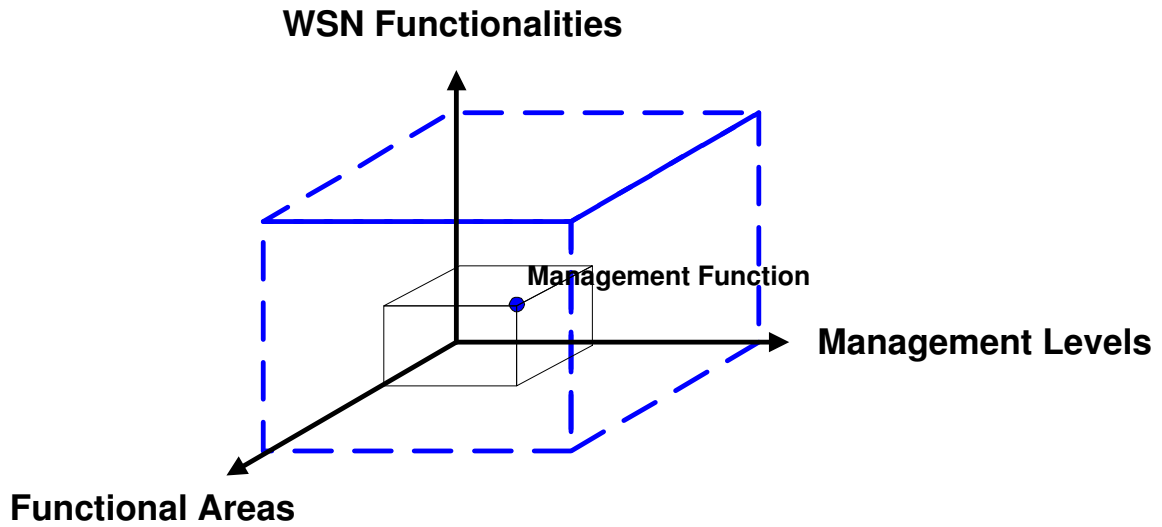 WSN Functionalities
Management Function
Management Levels
Functional Areas